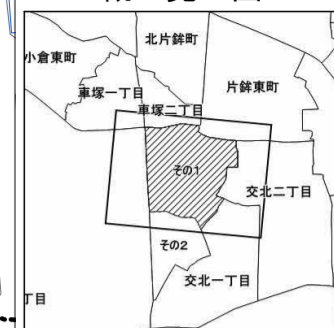 北片鉾町
小倉東町
車塚一丁目
片鉾東町
車塚二丁目
その1
交北二丁目
その2
交北一丁目
丁目